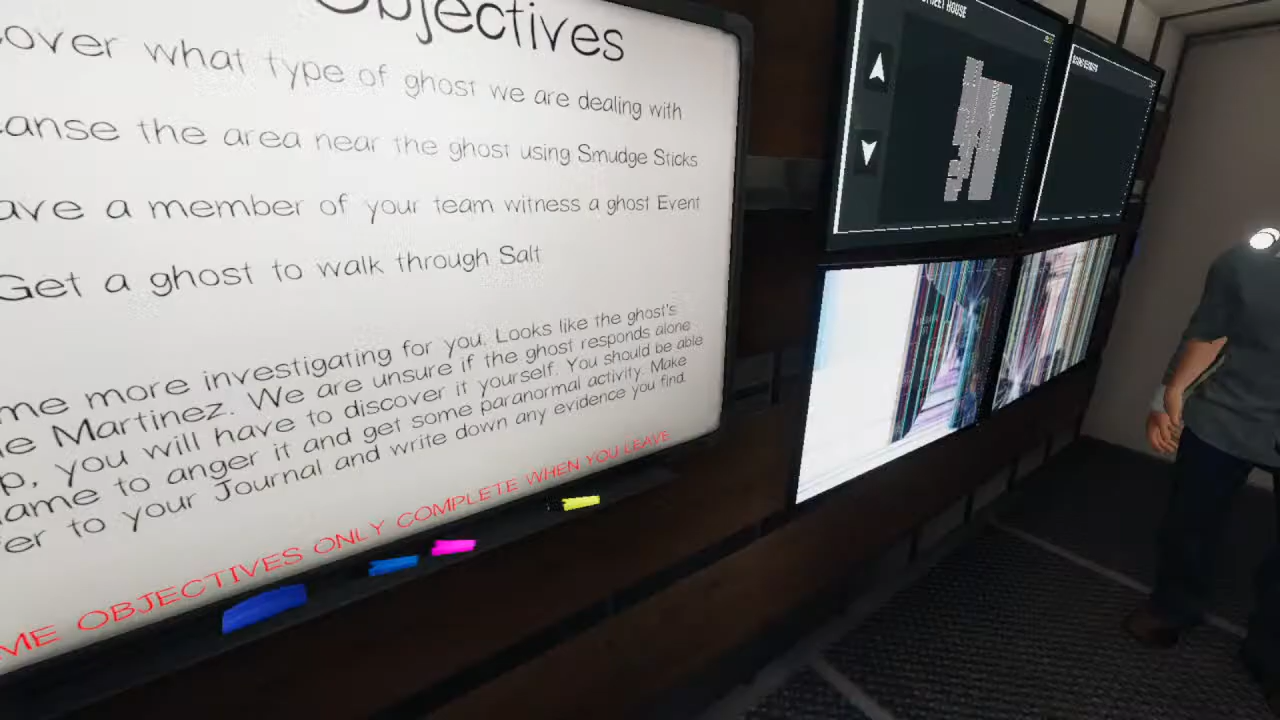 Objectives
over what type of ghost we are dealing with
anse the area near the ghost using Smudge Sticks
ave a member of your team witness a ghost Event
Get a ghost to walk through Salt
me more investigating for you. Looks like the ghost's
e Martinez. We are unsure if the ghost responds alone
p, you will have to discover it yourself. You should be able
ame to anger it and get some paranormal activity. Make
er to your Journal and write down any evidence you find.
ME OBJECTIVES ONLY COMPLETE WHEN YOU LEAVE
STREET HOUSE